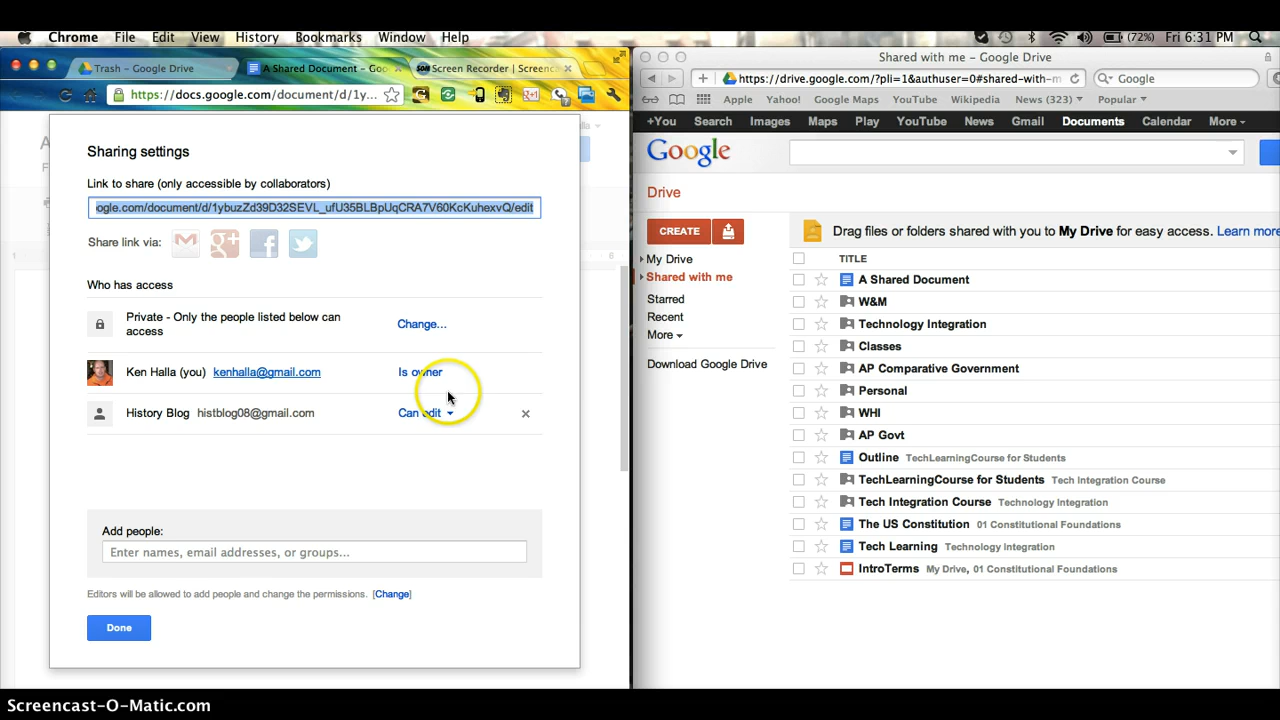 Chrome File Edit View History Bookmarks Window Help (72%) Fri 6:31 PM
Trash – Google Drive
A Shared Document – Goo
Screen Recorder | Screenca
https://docs.google.com/document/d/1y
Sharing settings
Link to share (only accessible by collaborators)
ogle.com/document/d/1ybuzZd39D32SEVL_ufU35BLBpUqCRA7V60KcKuhexvQ/edit
Share link via:
Who has access
Private - Only the people listed below can
access
Change...
Ken Halla (you) kenhalla@gmail.com Is owner
History Blog histblog08@gmail.com Can edit
Add people:
Enter names, email addresses, or groups...
Editors will be allowed to add people and change the permissions. [Change]
Done
Shared with me – Google Drive
https://drive.google.com/?pli=1&authuser=0#shared-with-m
Google
Apple Yahoo! Google Maps YouTube Wikipedia News (323) Popular
+You Search Images Maps Play YouTube News Gmail Documents Calendar More
Google
Drive
CREATE
My Drive
Shared with me
Starred
Recent
More
Download Google Drive
Drag files or folders shared with you to My Drive for easy access. Learn more
TITLE
A Shared Document
W&M
Technology Integration
Classes
AP Comparative Government
Personal
WHI
AP Govt
Outline TechLearningCourse for Students
TechLearningCourse for Students Tech Integration Course
Tech Integration Course Technology Integration
The US Constitution 01 Constitutional Foundations
Tech Learning Technology Integration
IntroTerms My Drive, 01 Constitutional Foundations
Screencast-O-Matic.com